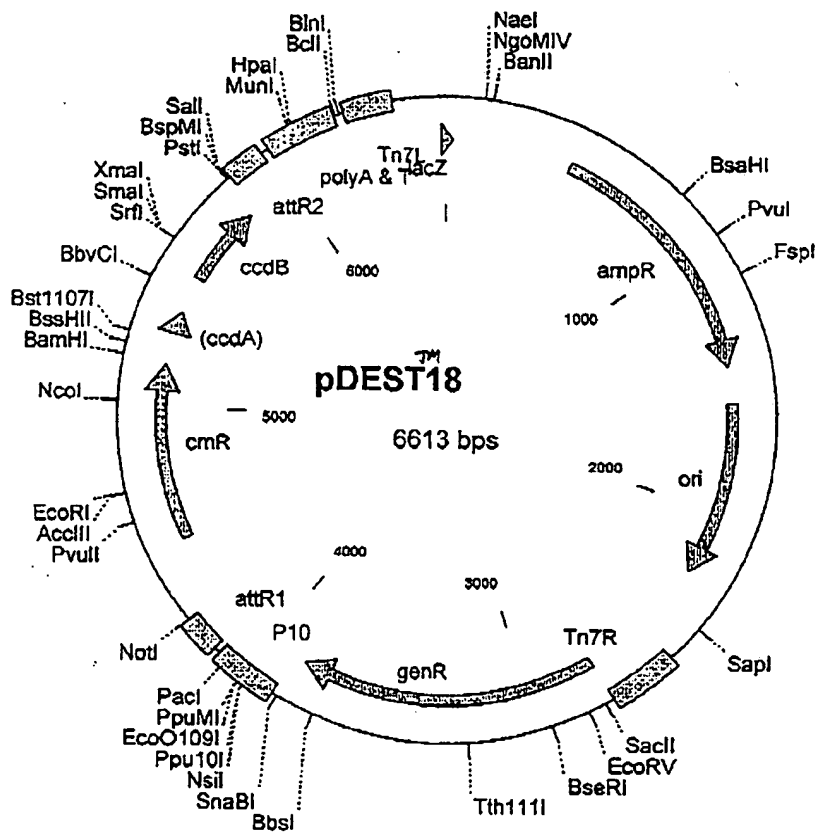 BlnI
BclI
HpaI
MunI
SalI
BspMI
PstI
XmaI
SmaI
SrfI
BbvCI
Bst1107I
BssHII
BamHI
NcoI
EcoRI
AccIII
PvuII
NotI
PacI
PpuMI
EcoO109I
Ppu10I
NsiI
SnaBI
BbsI
Tth111I
BseRI
EcoRV
SacII
SapI
FspI
PvuI
BsaHI
NaeI
NgoMIV
BanII
Tn7L
lacZ
polyA & T
attR2
ccdB
6000
ampR
1000
(ccdA)
pDEST™18
5000
cmR
6613 bps
2000
ori
4000
3000
attR1
P10
genR
Tn7R